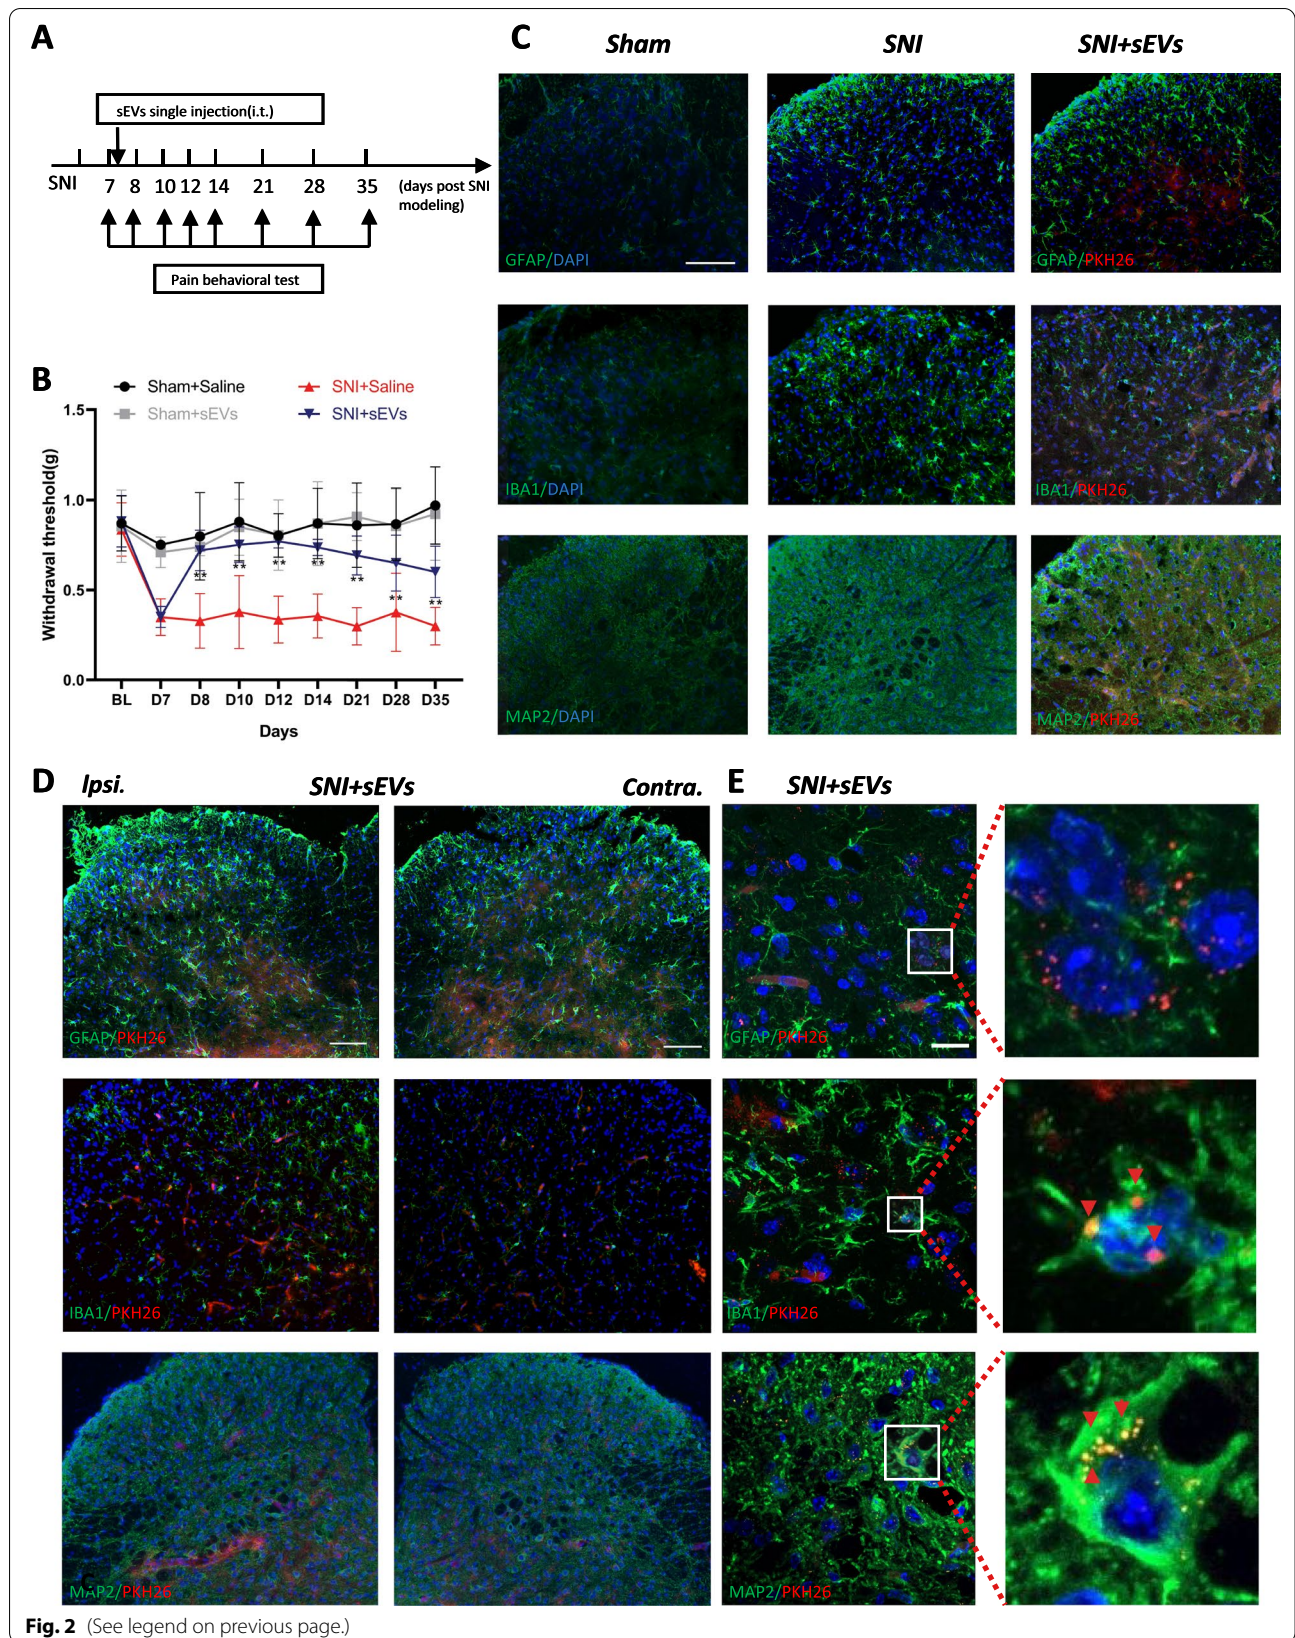 A
sEVs single injection(i.t.)
SNI 7 8 10 12 14 21 28 35 (days post SNI
modeling)
Pain behavioral test
B
Sham+Saline SNI+Saline
Sham+sEVs SNI+sEVs
Withdrawal threshold(g)
1.5
1.0
0.5
0.0
** ** ** ** ** ** **
BL D7 D8 D10 D12 D14 D21 D28 D35
Days
C
Sham SNI SNI+sEVs
GFAP/DAPI GFAP/PKH26
IBA1/DAPI IBA1/PKH26
MAP2/DAPI MAP2/PKH26
D
Ipsi. SNI+sEVs Contra.
GFAP/PKH26
IBA1/PKH26
MAP2/PKH26
E
SNI+sEVs
GFAP/PKH26
IBA1/PKH26
MAP2/PKH26
Fig. 2 (See legend on previous page.)